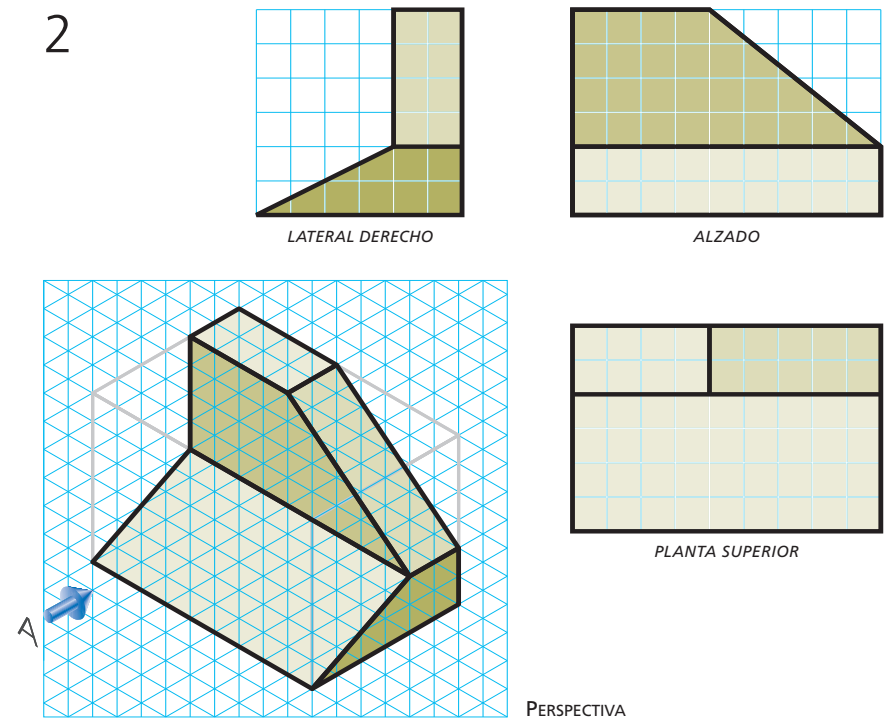 2
LATERAL DERECHO
ALZADO
A
PLANTA SUPERIOR
PERSPECTIVA